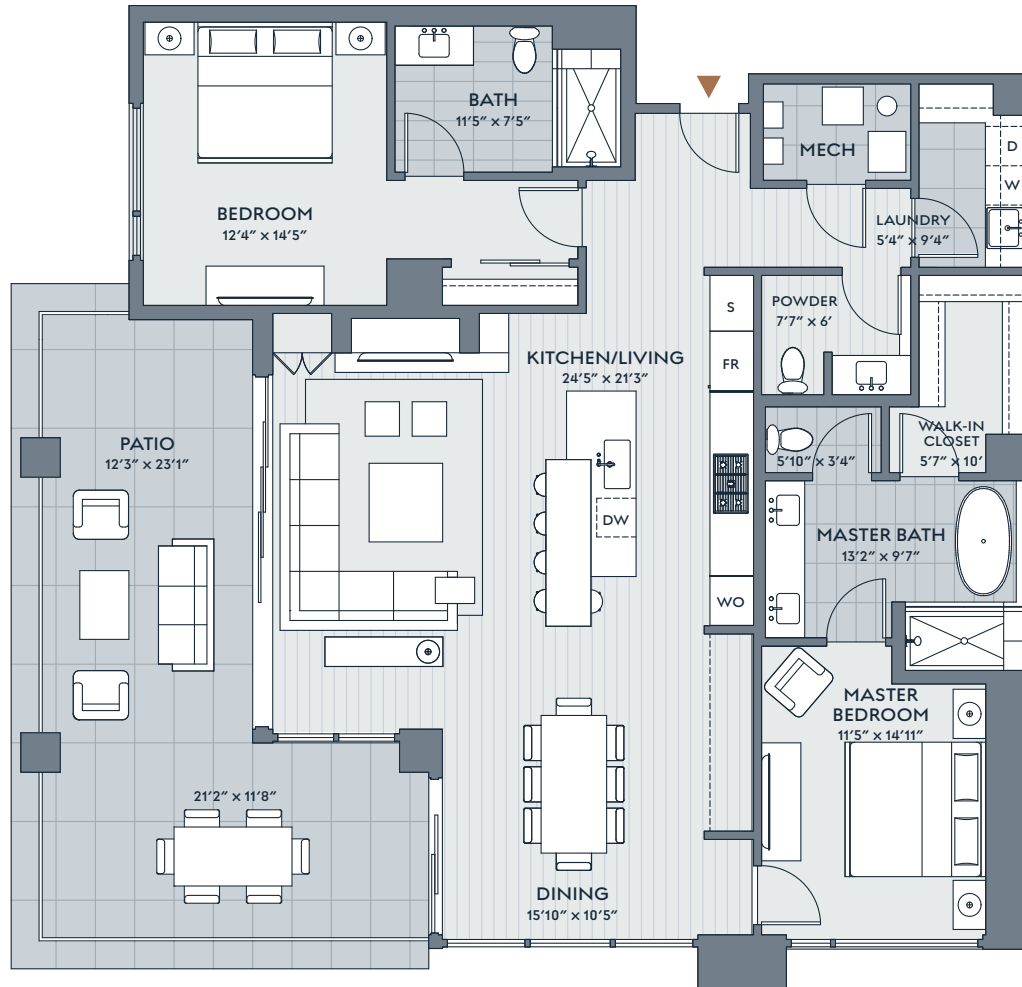 BATH
11'5" x 7'5"
MECH
D
W
BEDROOM
12'4" x 14'5"
LAUNDRY
5'4" x 9'4"
S
POWDER
7'7" x 6'
FR
KITCHEN/LIVING
24'5" x 21'3"
PATIO
12'3" x 23'1"
WALK-IN
CLOSET
5'7" x 10'
5'10" x 3'4"
DW
MASTER BATH
13'2" x 9'7"
WO
MASTER
BEDROOM
11'5" x 14'11"
21'2" x 11'8"
DINING
15'10" x 10'5"